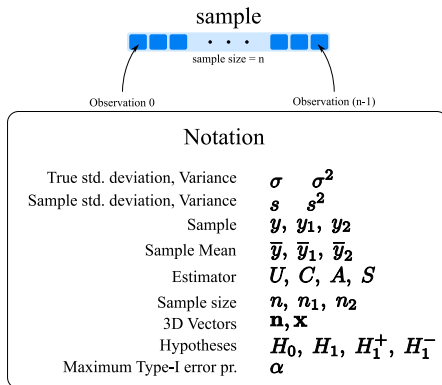 sample
sample size = n
Observation 0
Observation (n-1)
Notation
True std. deviation, Variance σ σ²
Sample std. deviation, Variance s s²
Sample y, y₁, y₂
Sample Mean y̅, y̅₁, y̅₂
Estimator U, C, A, S
Sample size n, n₁, n₂
3D Vectors n, x
Hypotheses H₀, H₁, H₁⁺, H₁⁻
Maximum Type-I error pr. α